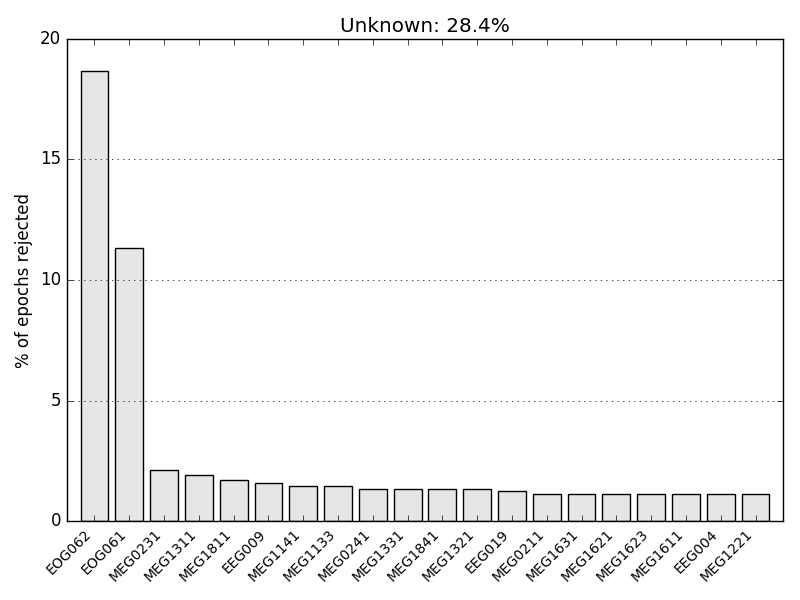 Unknown: 28.4%
% of epochs rejected
20
15
10
5
0
EOG062
EOG061
MEG0231
MEG1311
MEG1811
EEG009
MEG1141
MEG1133
MEG0241
MEG1331
MEG1841
MEG1321
EEG019
MEG0211
MEG1631
MEG1621
MEG1623
MEG1611
EEG004
MEG1221